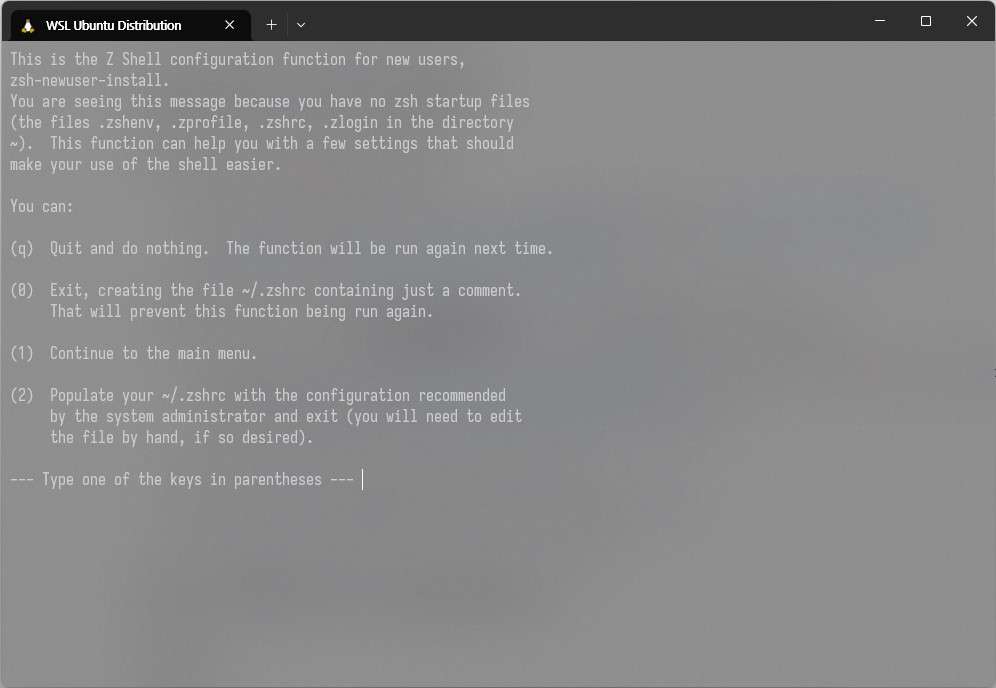 WSL Ubuntu Distribution
This is the Z Shell configuration function for new users,
zsh-newuser-install.
You are seeing this message because you have no zsh startup files
(the files .zshenv, .zprofile, .zshrc, .zlogin in the directory
~).  This function can help you with a few settings that should
make your use of the shell easier.
You can:
(q)  Quit and do nothing.  The function will be run again next time.
(0)  Exit, creating the file ~/.zshrc containing just a comment.
That will prevent this function being run again.
(1)  Continue to the main menu.
(2)  Populate your ~/.zshrc with the configuration recommended
by the system administrator and exit (you will need to edit
the file by hand, if so desired).
--- Type one of the keys in parentheses ---